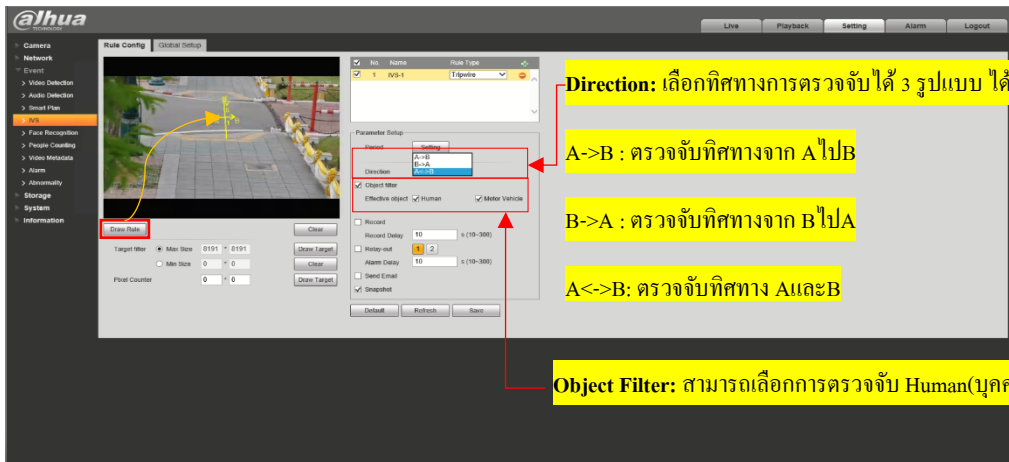 alhua
TECHNOLOGY
Live Playback Setting Alarm Logout
Camera
Network
Event
Video Detection
Audio Detection
Smart Plan
IVS
Face Recognition
People Counting
Video Metadata
Alarm
Abnormality
Storage
System
Information
Rule Config Global Setup
No. Name Rule Type
1 IVS-1 Tripwire
Parameter Setup
Period Setting
A->B
B->A
Direction A<->B
Object filter
Effective object Human Motor Vehicle
Record
Record Delay 10 s (10~300)
Relay-out 1 2
Alarm Delay 10 s (10~300)
Send Email
Snapshot
Default Refresh Save
Draw Rule Clear
Target filter Max Size 8191 * 8191 Draw Target
Min Size 0 * 0 Clear
Pixel Counter 0 * 0 Draw Target
Direction: เลือกทิศทางการตรวจจับได้ 3 รูปแบบ ได้
A->B : ตรวจจับทิศทางจาก AไปB
B->A : ตรวจจับทิศทางจาก BไปA
A<->B: ตรวจจับทิศทาง AและB
Object Filter: สามารถเลือกการตรวจจับ Human(บุคค